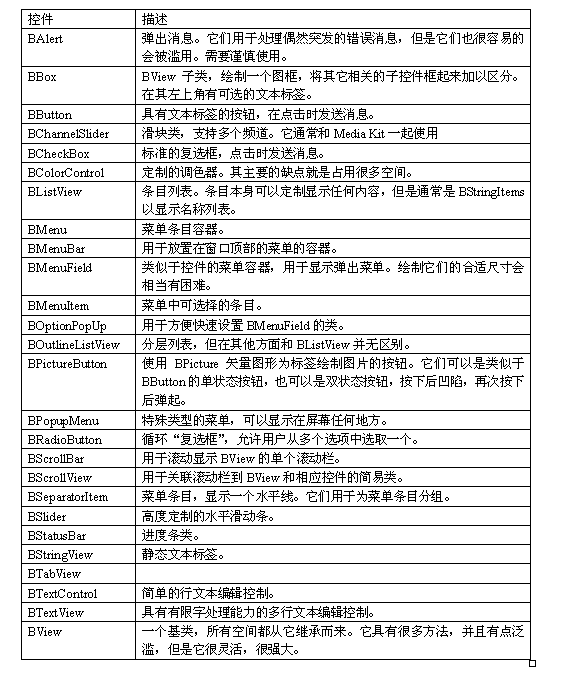 控件 描述
BAlert 弹出消息。它们用于处理偶然突发的错误消息，但是它们也很容易的
会被滥用。需要谨慎使用。
BBox BView 子类，绘制一个图框，将其它相关的子控件框起来加以区分。
在其左上角有可选的文本标签。
BButton 具有文本标签的按钮，在点击时发送消息。
BChannelSlider 滑块类，支持多个频道。它通常和 Media Kit 一起使用
BCheckBox 标准的复选框，点击时发送消息。
BColorControl 定制的调色器。其主要的缺点就是占用很多空间。
BListView 条目列表。条目本身可以定制显示任何内容，但是通常是 BStringItems
以显示名称列表。
BMenu 菜单条目容器。
BMenuBar 用于放置在窗口顶部的菜单的容器。
BMenuField 类似于控件的菜单容器，用于显示弹出菜单。绘制它们的合适尺寸会
相当有困难。
BMenuItem 菜单中可选择的条目。
BOptionPopUp 用于方便快速设置 BMenuField 的类。
BOutlineListView 分层列表，但在其他方面和 BListView 并无区别。
BPictureButton 使用 BPicture 矢量图形为标签绘制图片的按钮。它们可以是类似于
BButton 的单状态按钮，也可以是双状态按钮，按下后凹陷，再次按下
后弹起。
BPopupMenu 特殊类型的菜单，可以显示在屏幕任何地方。
BRadioButton 循环“复选框”，允许用户从多个选项中选取一个。
BScrollBar 用于滚动显示 BView 的单个滚动栏。
BScrollView 用于关联滚动栏到 BView 和相应控件的简易类。
BSeparatorItem 菜单条目，显示一个水平线。它们用于为菜单条目分组。
BSlider 高度定制的水平滑动条。
BStatusBar 进度条类。
BStringView 静态文本标签。
BTabView
BTextControl 简单的行文本编辑控制。
BTextView 具有有限字处理能力的多行文本编辑控制。
BView 一个基类，所有空间都从它继承而来。它具有很多方法，并且有点泛
滥，但是它很灵活，很强大。